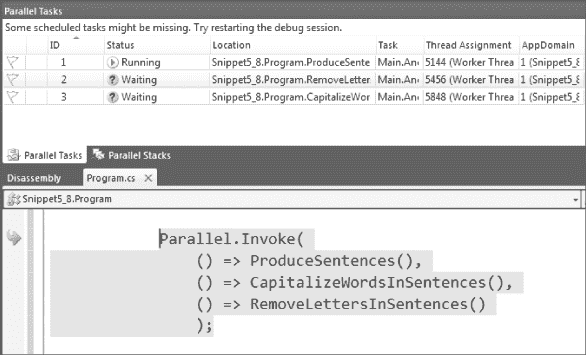 Parallel Tasks
Some scheduled tasks might be missing. Try restarting the debug session.
ID Status Location Task Thread Assignment AppDomain
1 Running Snippet5_8.Program.ProduceSente Main.An 5144 (Worker Threa 1 (Snippet5_8
2 Waiting Snippet5_8.Program.RemoveLetter Main.An 5456 (Worker Threa 1 (Snippet5_8
3 Waiting Snippet5_8.Program.CapitalizeWor Main.An 5848 (Worker Threa 1 (Snippet5_8
Parallel Tasks Parallel Stacks
Disassembly Program.cs
Snippet5_8.Program
Parallel.Invoke(
() => ProduceSentences(),
() => CapitalizeWordsInSentences(),
() => RemoveLettersInSentences()
);